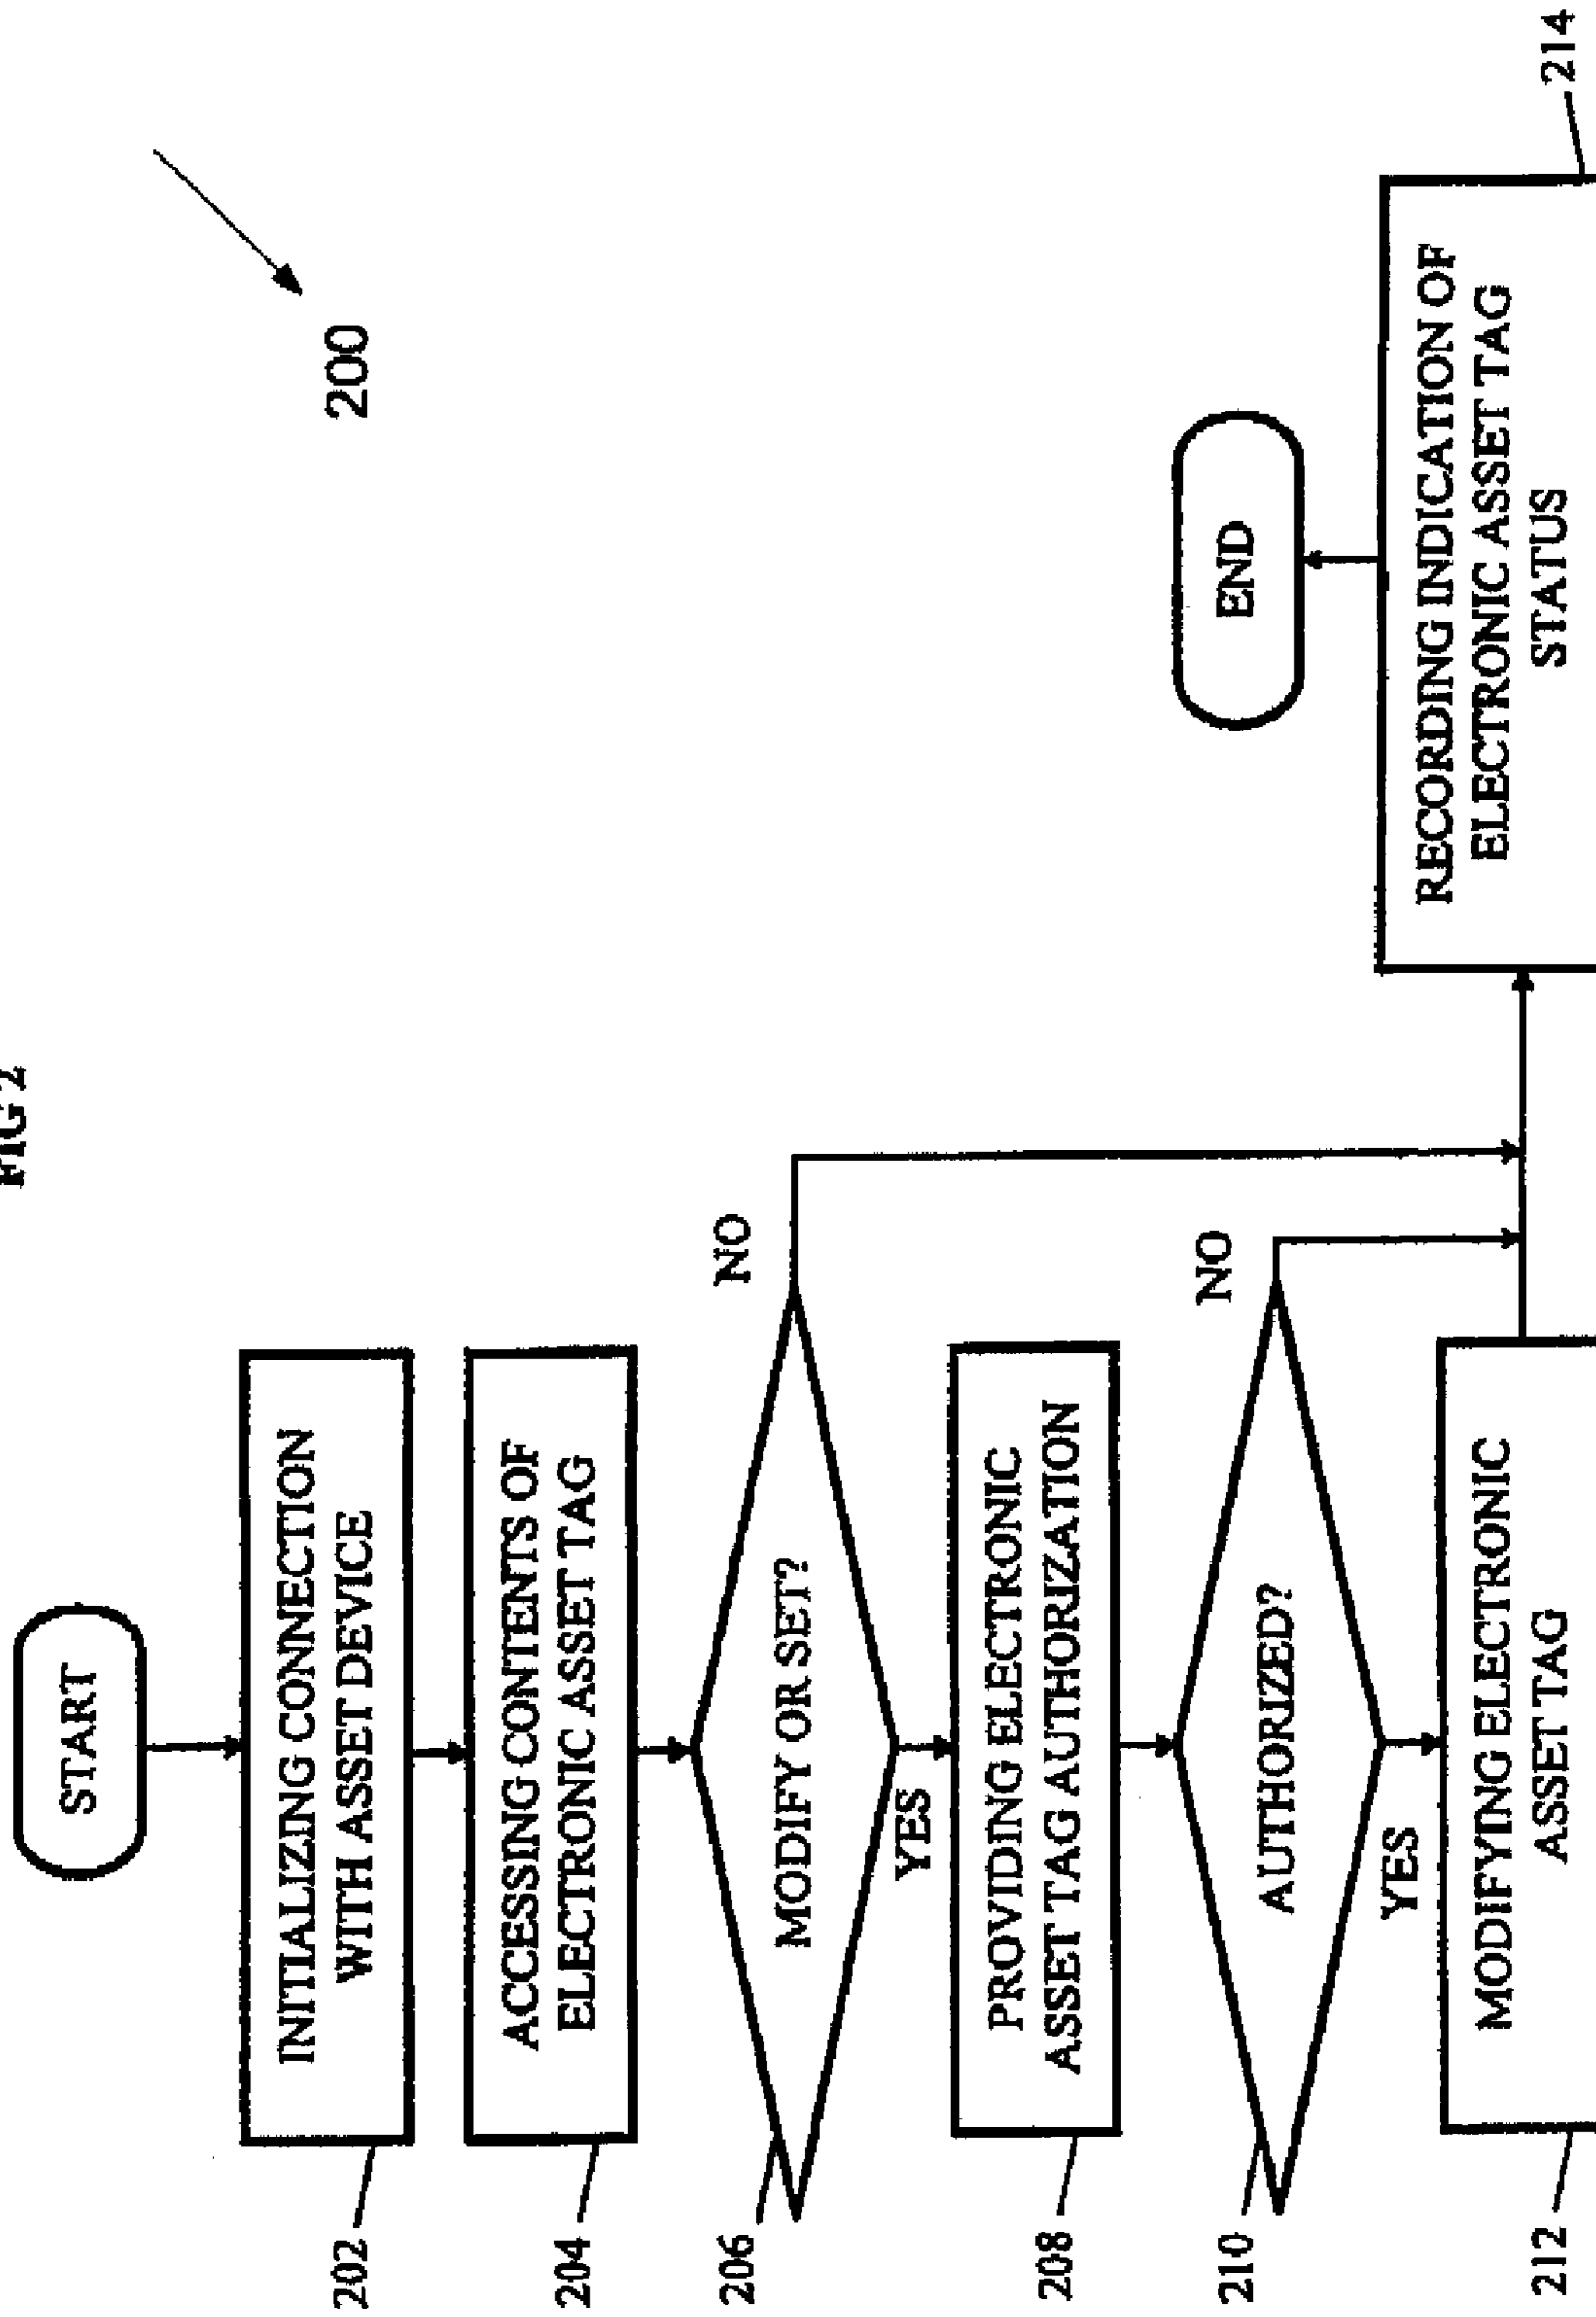 FIG 2
200
START
INITIALIZING CONNECTION
WITH ASSET DEVICE
202
ACCESSING CONTENTS OF
ELECTRONIC ASSET TAG
204
MODIFY OR SET?
206
NO
YES
PROVIDING ELECTRONIC
ASSET TAG AUTHORIZATION
208
AUTHORIZED?
210
NO
YES
MODIFYING ELECTRONIC
ASSET TAG
212
RECORDING INDICATION OF
ELECTRONIC ASSET TAG
STATUS
214
END